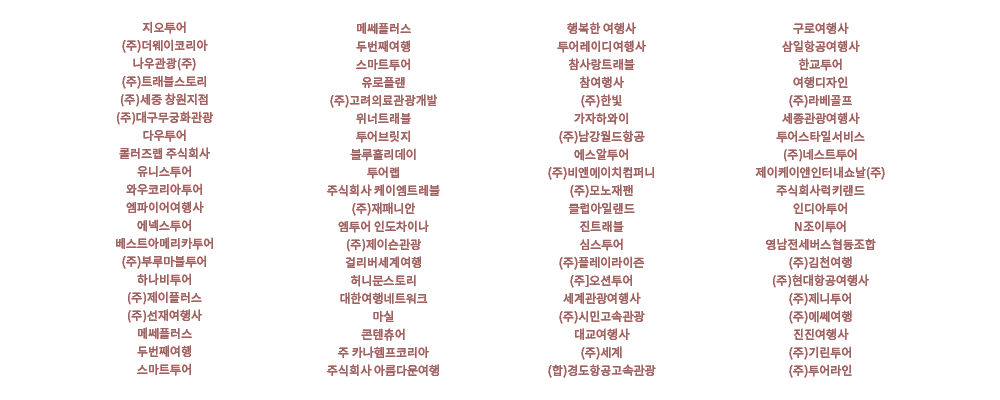 지오투어
(주)더웨이코리아
나우관광(주)
(주)트래블스토리
(주)세중 창원지점
(주)대구무궁화관광
다우투어
롤러즈랩 주식회사
유니스투어
와우코리아투어
엠파이어여행사
에넥스투어
베스트아메리카투어
(주)부루마블투어
하나비투어
(주)제이플러스
(주)선재여행사
메쎄플러스
두번째여행
스마트투어
메쎄플러스
두번째여행
스마트투어
유로플랜
(주)고려의료관광개발
위너트래블
투어브릿지
블루홀리데이
투어랩
주식회사 케이엠트레블
(주)재패니안
엠투어 인도차이나
(주)제이슨관광
걸리버세계여행
허니문스토리
대한여행네트워크
마실
콘텐츄어
주 카나햄프코리아
주식회사 아름다운여행
행복한 여행사
투어레이디여행사
참사랑트래블
참여행사
(주)한빛
가자하와이
(주)남강월드항공
에스알투어
(주)비앤에이치컴퍼니
(주)모노재팬
클럽아일랜드
진트래블
심스투어
(주)플레이라이즌
(주]오션투어
세계관광여행사
(주)시민고속관광
대교여행사
(주)세계
(합)경도항공고속관광
구로여행사
삼일항공여행사
한교투어
여행디자인
(주)라베골프
세종관광여행사
투어스타일서비스
(주)네스트투어
제이케이앤인터내쇼날(주)
주식회사럭키랜드
인디아투어
N조이투어
영남전세버스협동조합
(주)김천여행
(주)현대항공여행사
(주)제니투어
(주)에쎄여행
진진여행사
(주)기린투어
(주)투어라인